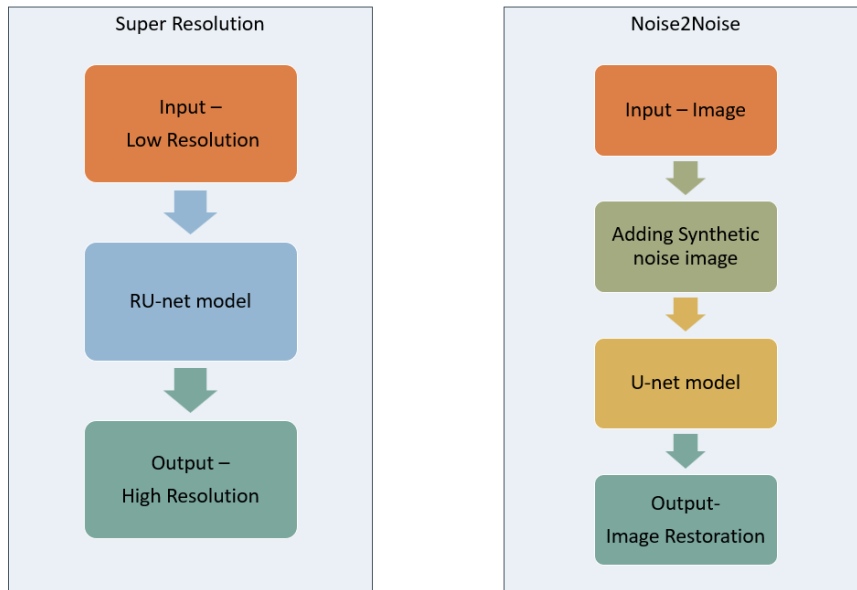 Super Resolution
Input –
Low Resolution
RU-net model
Output –
High Resolution
Noise2Noise
Input – Image
Adding Synthetic
noise image
U-net model
Output-
Image Restoration